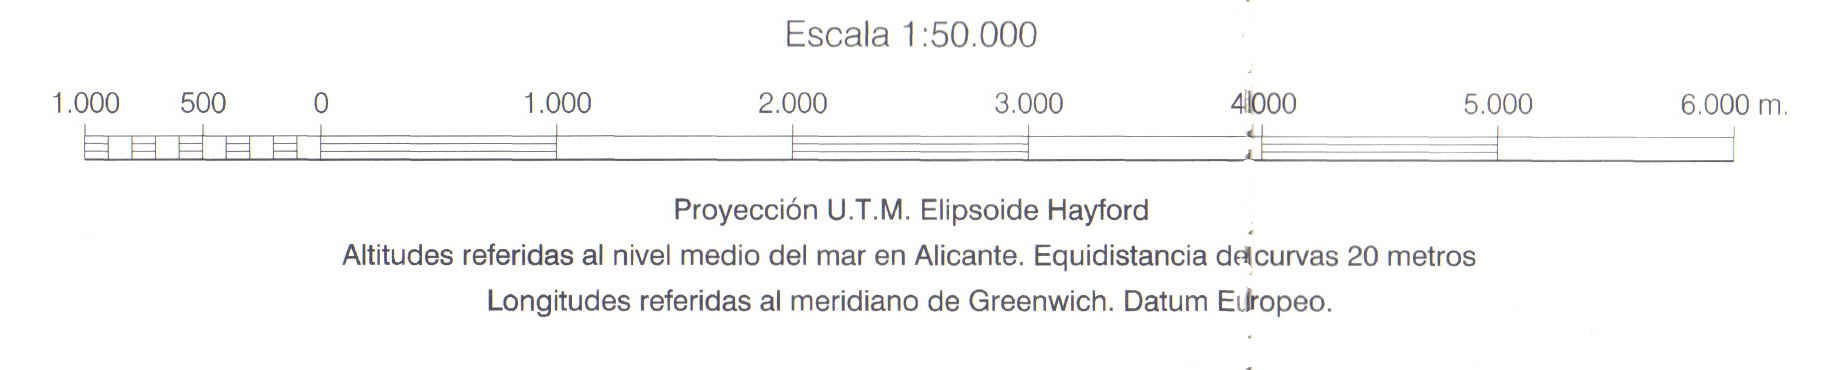 Escala 1:50.000
1.000 500 0 1.000 2.000 3.000 4.000 5.000 6.000 m.
Proyección U.T.M. Elipsoide Hayford
Altitudes referidas al nivel medio del mar en Alicante. Equidistancia de curvas 20 metros
Longitudes referidas al meridiano de Greenwich. Datum Europeo.